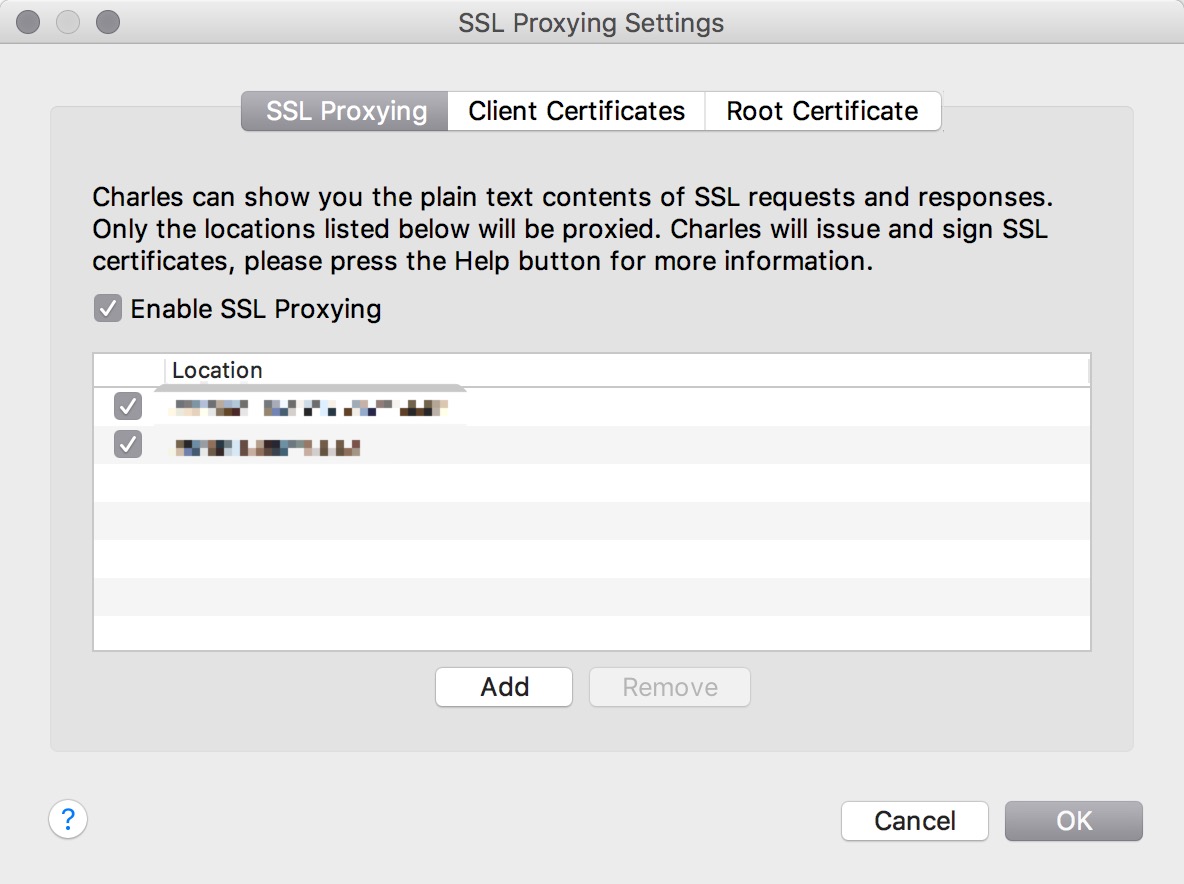 SSL Proxying Settings
SSL Proxying Client Certificates Root Certificate
Charles can show you the plain text contents of SSL requests and responses.
Only the locations listed below will be proxied. Charles will issue and sign SSL
certificates, please press the Help button for more information.
Enable SSL Proxying
Location
Add Remove
? Cancel OK